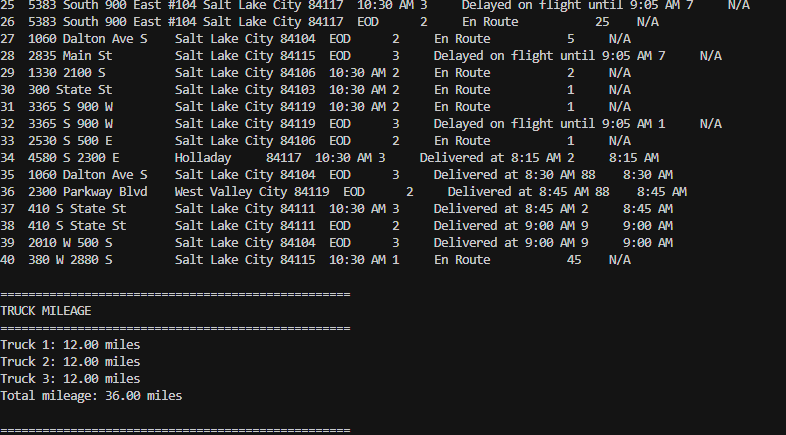 25 5383 South 900 East #104 Salt Lake City 84117 10:30 AM 3 Delayed on flight until 9:05 AM 7 N/A
26 5383 South 900 East #104 Salt Lake City 84117 EOD 2 En Route 25 N/A
27 1060 Dalton Ave S Salt Lake City 84104 EOD 2 En Route 5 N/A
28 2835 Main St Salt Lake City 84115 EOD 3 Delayed on flight until 9:05 AM 7 N/A
29 1330 2100 S Salt Lake City 84106 10:30 AM 2 En Route 2 N/A
30 300 State St Salt Lake City 84103 10:30 AM 2 En Route 1 N/A
31 3365 S 900 W Salt Lake City 84119 10:30 AM 2 En Route 1 N/A
32 3365 S 900 W Salt Lake City 84119 EOD 3 Delayed on flight until 9:05 AM 1 N/A
33 2530 S 500 E Salt Lake City 84106 EOD 2 En Route 1 N/A
34 4580 S 2300 E Holladay 84117 10:30 AM 3 Delivered at 8:15 AM 2 8:15 AM
35 1060 Dalton Ave S Salt Lake City 84104 EOD 3 Delivered at 8:30 AM 88 8:30 AM
36 2300 Parkway Blvd West Valley City 84119 EOD 2 Delivered at 8:45 AM 88 8:45 AM
37 410 S State St Salt Lake City 84111 10:30 AM 3 Delivered at 8:45 AM 2 8:45 AM
38 410 S State St Salt Lake City 84111 EOD 2 Delivered at 9:00 AM 9 9:00 AM
39 2010 W 500 S Salt Lake City 84104 EOD 3 Delivered at 9:00 AM 9 9:00 AM
40 380 W 2880 S Salt Lake City 84115 10:30 AM 1 En Route 45 N/A
==================================================
TRUCK MILEAGE
==================================================
Truck 1: 12.00 miles
Truck 2: 12.00 miles
Truck 3: 12.00 miles
Total mileage: 36.00 miles
==================================================